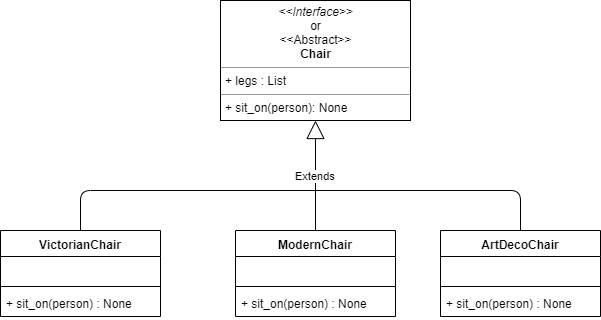 <<Interface>>
or
<<Abstract>>
Chair
+ legs : List
+ sit_on(person): None
Extends
VictorianChair
+ sit_on(person) : None
ModernChair
+ sit_on(person) : None
ArtDecoChair
+ sit_on(person) : None